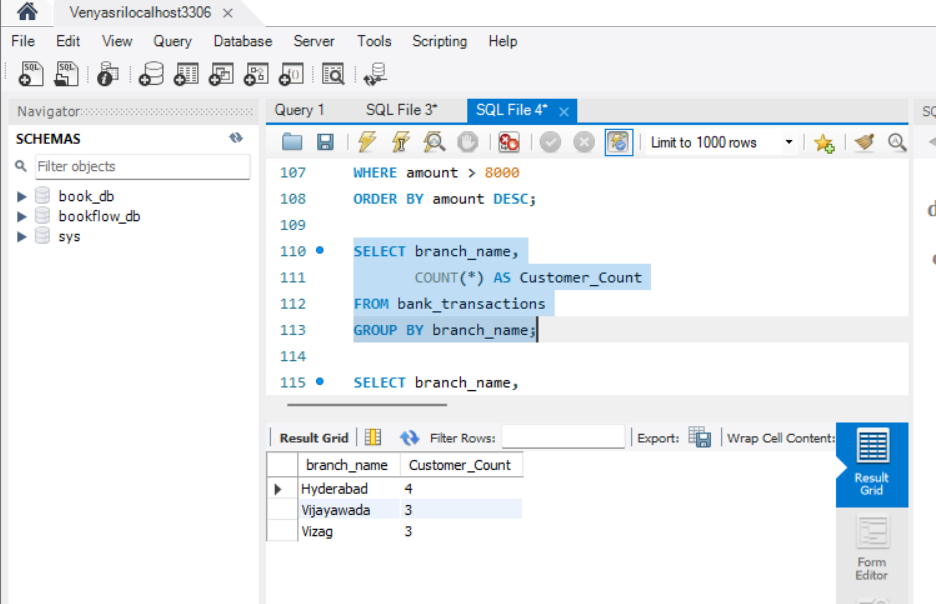 Venyasrilocalhost3306 ×
File Edit View Query Database Server Tools Scripting Help
SQL SQL
Navigator Query 1 SQL File 3* SQL File 4* ×
SCHEMAS
Limit to 1000 rows
Filter objects
book_db
bookflow_db
sys
107 WHERE amount > 8000
108 ORDER BY amount DESC;
109
110 SELECT branch_name,
111 COUNT(*) AS Customer_Count
112 FROM bank_transactions
113 GROUP BY branch_name;
114
115 SELECT branch_name,
Result Grid Filter Rows: Export: Wrap Cell Content:
branch_name Customer_Count
Hyderabad 4
Vijayawada 3
Vizag 3
Result
Grid
Form
Editor